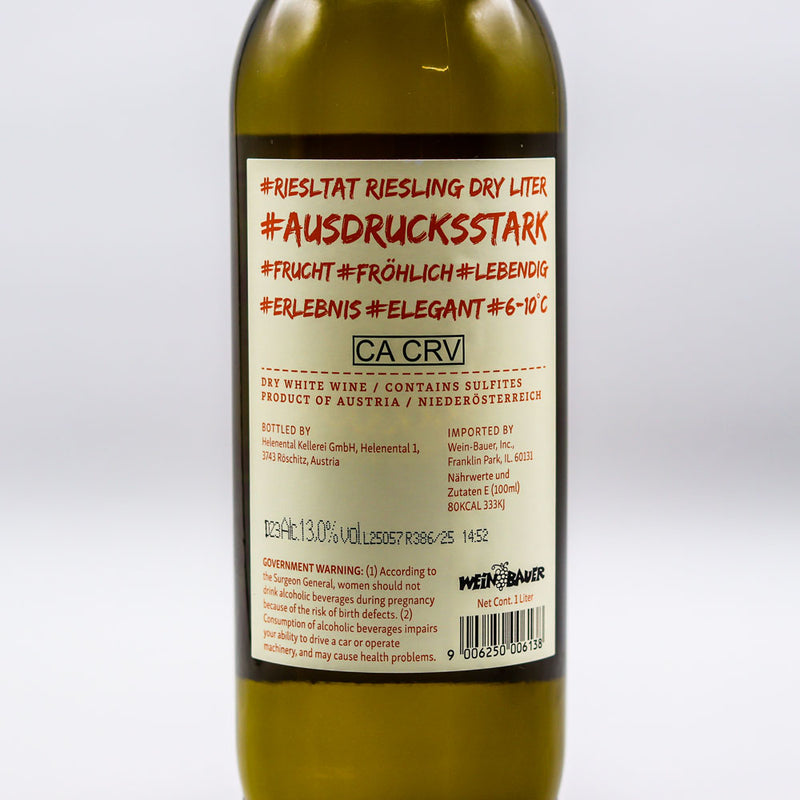 #RIESLTAT RIESLING DRY LITER
#AUSDRUCKSSTARK
#FRUCHT #FRÖHLICH #LEBENDIG
#ERLEBNIS #ELEGANT #6-10°C
CA CRV
DRY WHITE WINE / CONTAINS SULFITES
PRODUCT OF AUSTRIA / NIEDERÖSTERREICH
BOTTLED BY
Helenental Kellerei GmbH, Helenental 1,
3743 Röschitz, Austria
IMPORTED BY
Wein-Bauer, Inc.,
Franklin Park, IL. 60131
Nährwerte und
Zutaten E (100ml)
80KCAL 333KJ
D23 Alc. 13.0% vol L25057 R386/25 14:52
GOVERNMENT WARNING: (1) According to
the Surgeon General, women should not
drink alcoholic beverages during pregnancy
because of the risk of birth defects. (2)
Consumption of alcoholic beverages impairs
your ability to drive a car or operate
machinery, and may cause health problems.
WEIN BAUER
Net Cont. 1 Liter
9 006250 006138